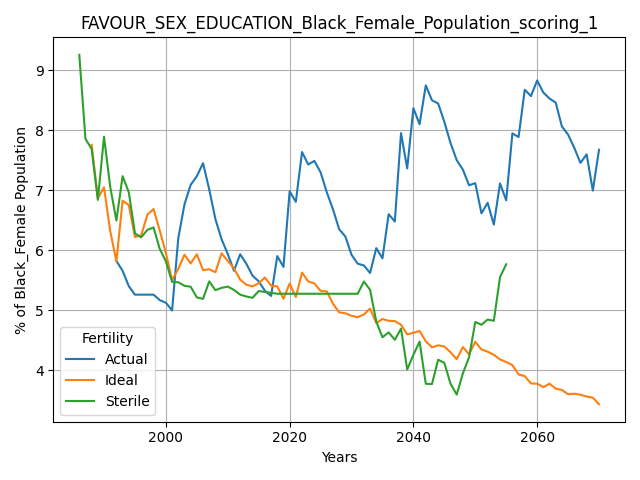 FAVOUR_SEX_EDUCATION_Black_Female_Population_scoring_1
% of Black_Female Population
9
8
7
6
5
4
Fertility
Actual
Ideal
Sterile
2000
2020
2040
2060
Years